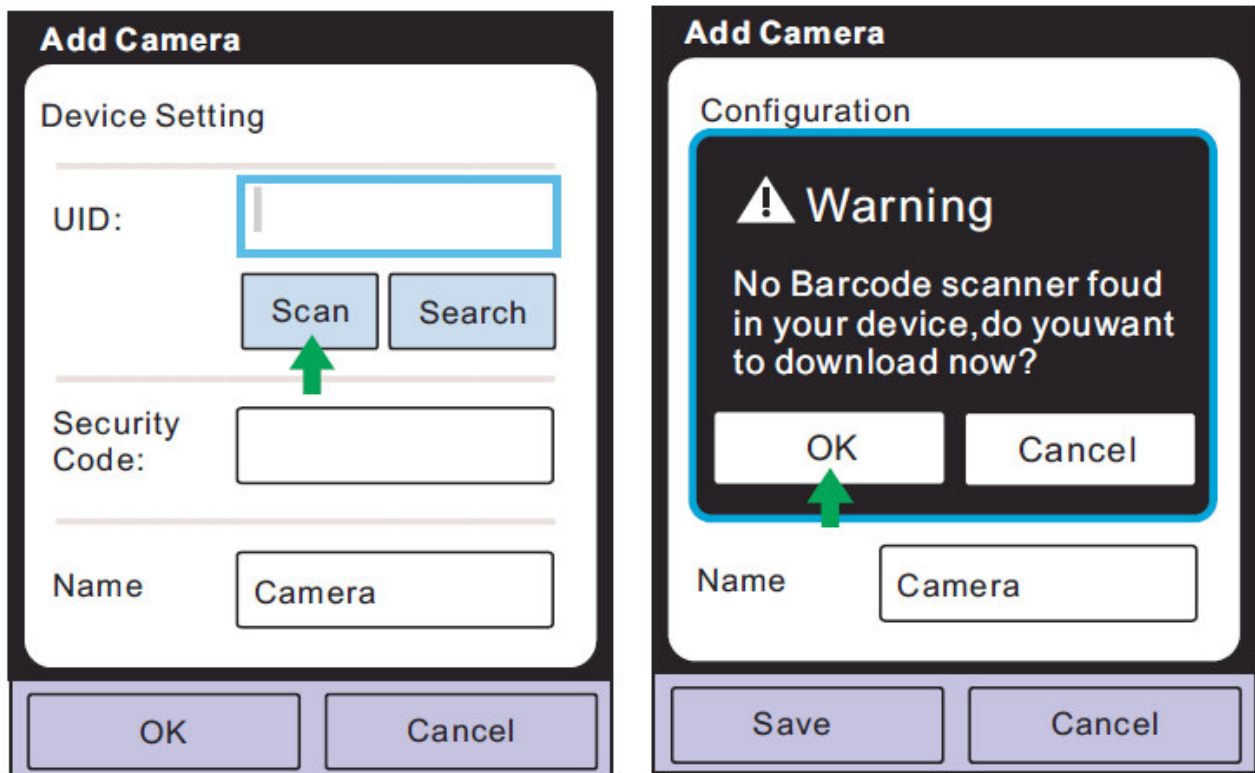 Add Camera
Device Setting
UID:
Scan
Search
Security
Code:
Name
Camera
OK
Cancel
Add Camera
Configuration
Warning
No Barcode scanner foud
in your device,do youwant
to download now?
OK
Cancel
Name
Camera
Save
Cancel